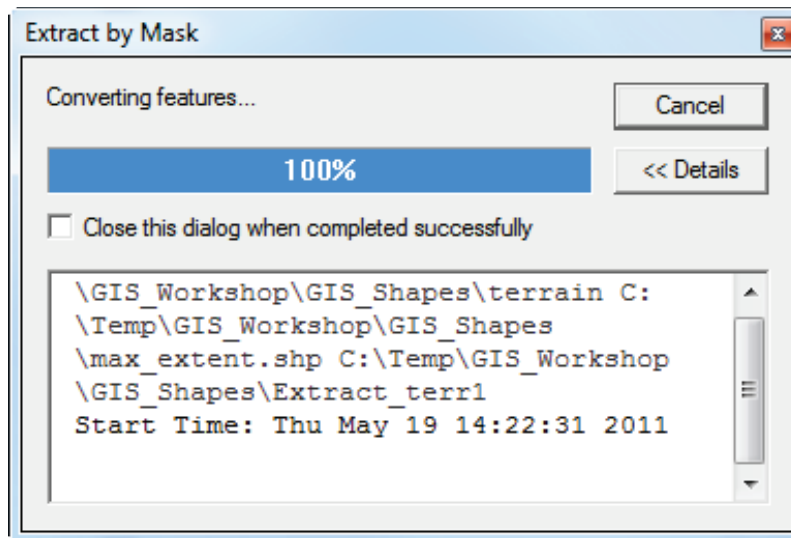 Extract by Mask
Converting features...
Cancel
100%
<< Details
Close this dialog when completed successfully
\GIS_Workshop\GIS_Shapes\terrain C:
\Temp\GIS_Workshop\GIS_Shapes
\max_extent.shp C:\Temp\GIS_Workshop
\GIS_Shapes\Extract_terr1
Start Time: Thu May 19 14:22:31 2011